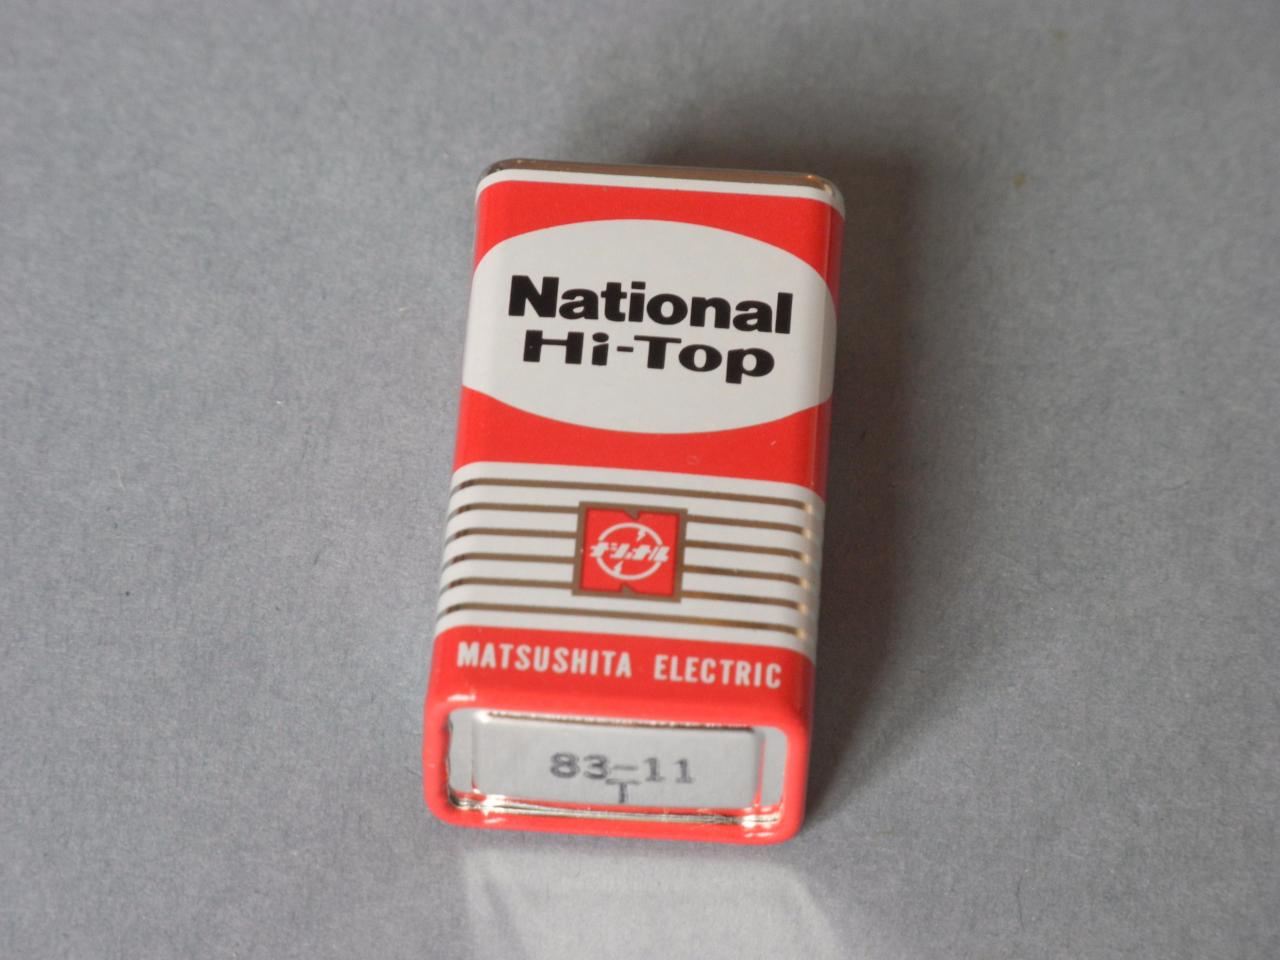 National
Hi-Top
ナショナル
MATSUSHITA ELECTRIC
83-11
T